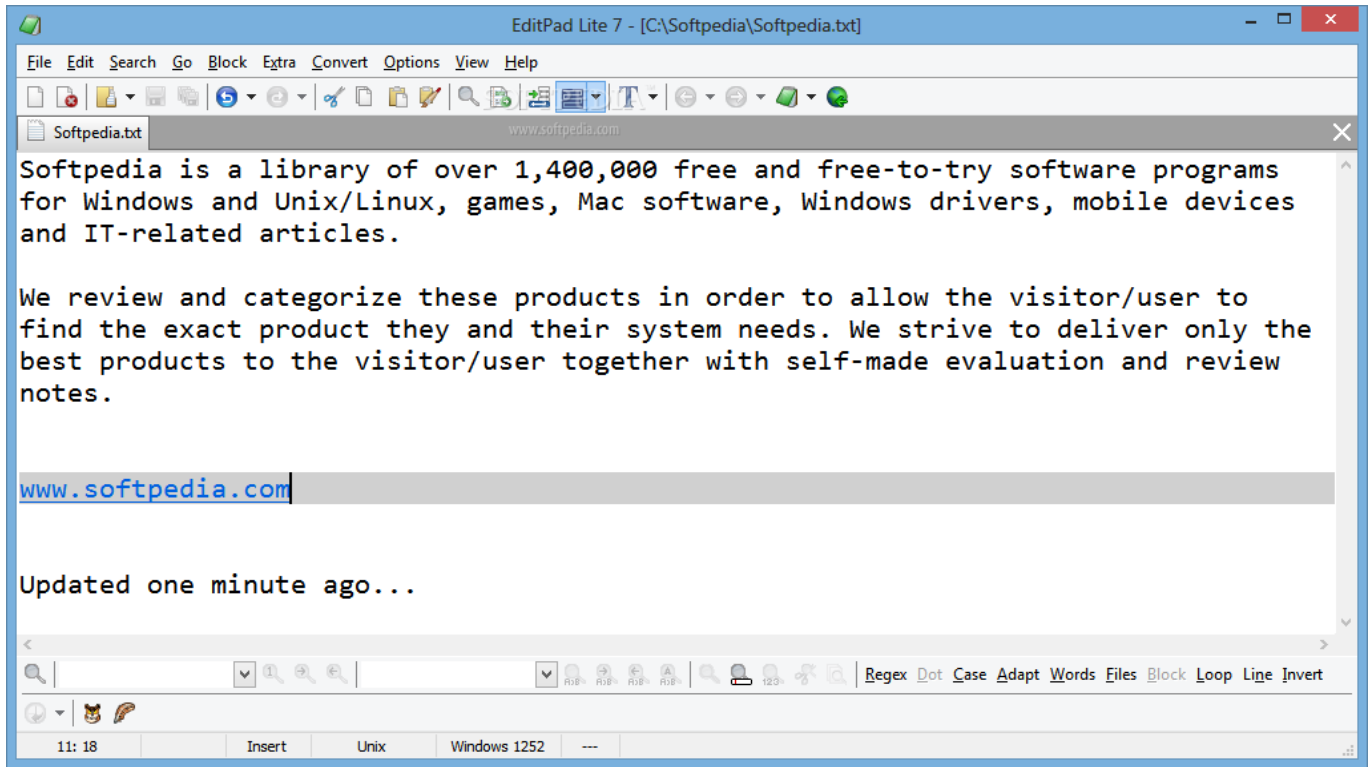 EditPad Lite 7 - [C:\Softpedia\Softpedia.txt]
File Edit Search Go Block Extra Convert Options View Help
Softpedia.txt
www.softpedia.com
Softpedia is a library of over 1,400,000 free and free-to-try software programs
for Windows and Unix/Linux, games, Mac software, Windows drivers, mobile devices
and IT-related articles.
We review and categorize these products in order to allow the visitor/user to
find the exact product they and their system needs. We strive to deliver only the
best products to the visitor/user together with self-made evaluation and review
notes.
www.softpedia.com
Updated one minute ago...
Regex Dot Case Adapt Words Files Block Loop Line Invert
11: 18 Insert Unix Windows 1252 ---